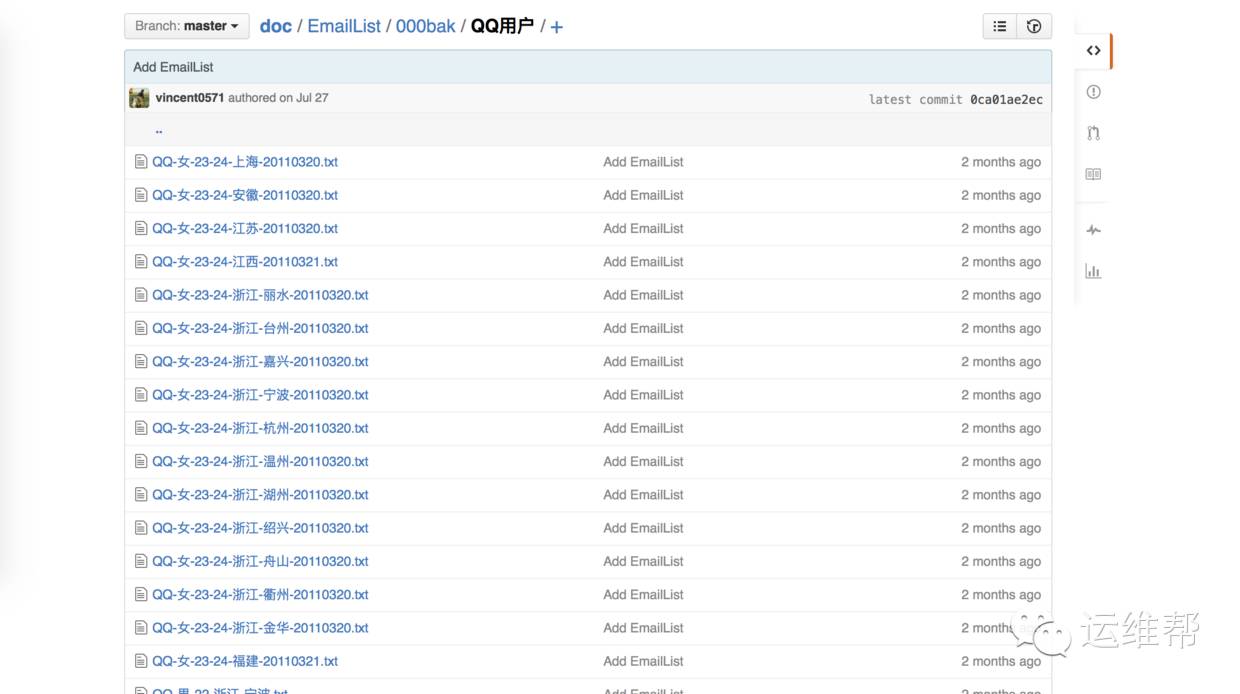 Branch: master doc / EmailList / 000bak / QQ用户 / +
Add EmailList
vincent0571 authored on Jul 27 latest commit 0ca01ae2ec
..
QQ-女-23-24-上海-20110320.txt Add EmailList 2 months ago
QQ-女-23-24-安徽-20110320.txt Add EmailList 2 months ago
QQ-女-23-24-江苏-20110320.txt Add EmailList 2 months ago
QQ-女-23-24-江西-20110321.txt Add EmailList 2 months ago
QQ-女-23-24-浙江-丽水-20110320.txt Add EmailList 2 months ago
QQ-女-23-24-浙江-台州-20110320.txt Add EmailList 2 months ago
QQ-女-23-24-浙江-嘉兴-20110320.txt Add EmailList 2 months ago
QQ-女-23-24-浙江-宁波-20110320.txt Add EmailList 2 months ago
QQ-女-23-24-浙江-杭州-20110320.txt Add EmailList 2 months ago
QQ-女-23-24-浙江-温州-20110320.txt Add EmailList 2 months ago
QQ-女-23-24-浙江-湖州-20110320.txt Add EmailList 2 months ago
QQ-女-23-24-浙江-绍兴-20110320.txt Add EmailList 2 months ago
QQ-女-23-24-浙江-舟山-20110320.txt Add EmailList 2 months ago
QQ-女-23-24-浙江-衢州-20110320.txt Add EmailList 2 months ago
QQ-女-23-24-浙江-金华-20110320.txt Add EmailList 2 months ago
QQ-女-23-24-福建-20110321.txt Add EmailList 2 months ago
QQ-男-22-浙江-宁波.txt Add EmailList 2 months ago
运维帮